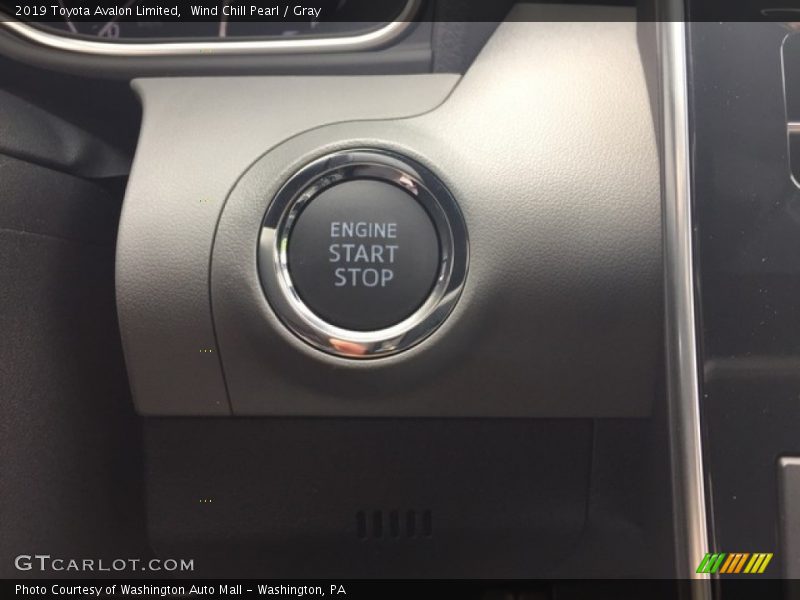 2019 Toyota Avalon Limited,  Wind Chill Pearl / Gray
ENGINE
START
STOP
GTCARLOT.COM
Photo Courtesy of Washington Auto Mall - Washington, PA